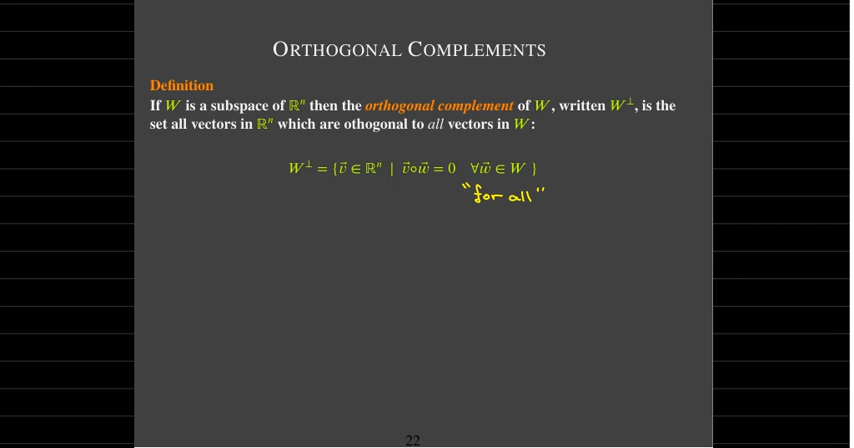 ORTHOGONAL COMPLEMENTS
Definition
If W is a subspace of ℝⁿ then the orthogonal complement of W, written W⊥, is the
set all vectors in ℝⁿ which are othogonal to all vectors in W:
W⊥ = {v⃗ ∈ ℝⁿ | v⃗∘w⃗ = 0 ∀w⃗ ∈ W }
"for all"
22